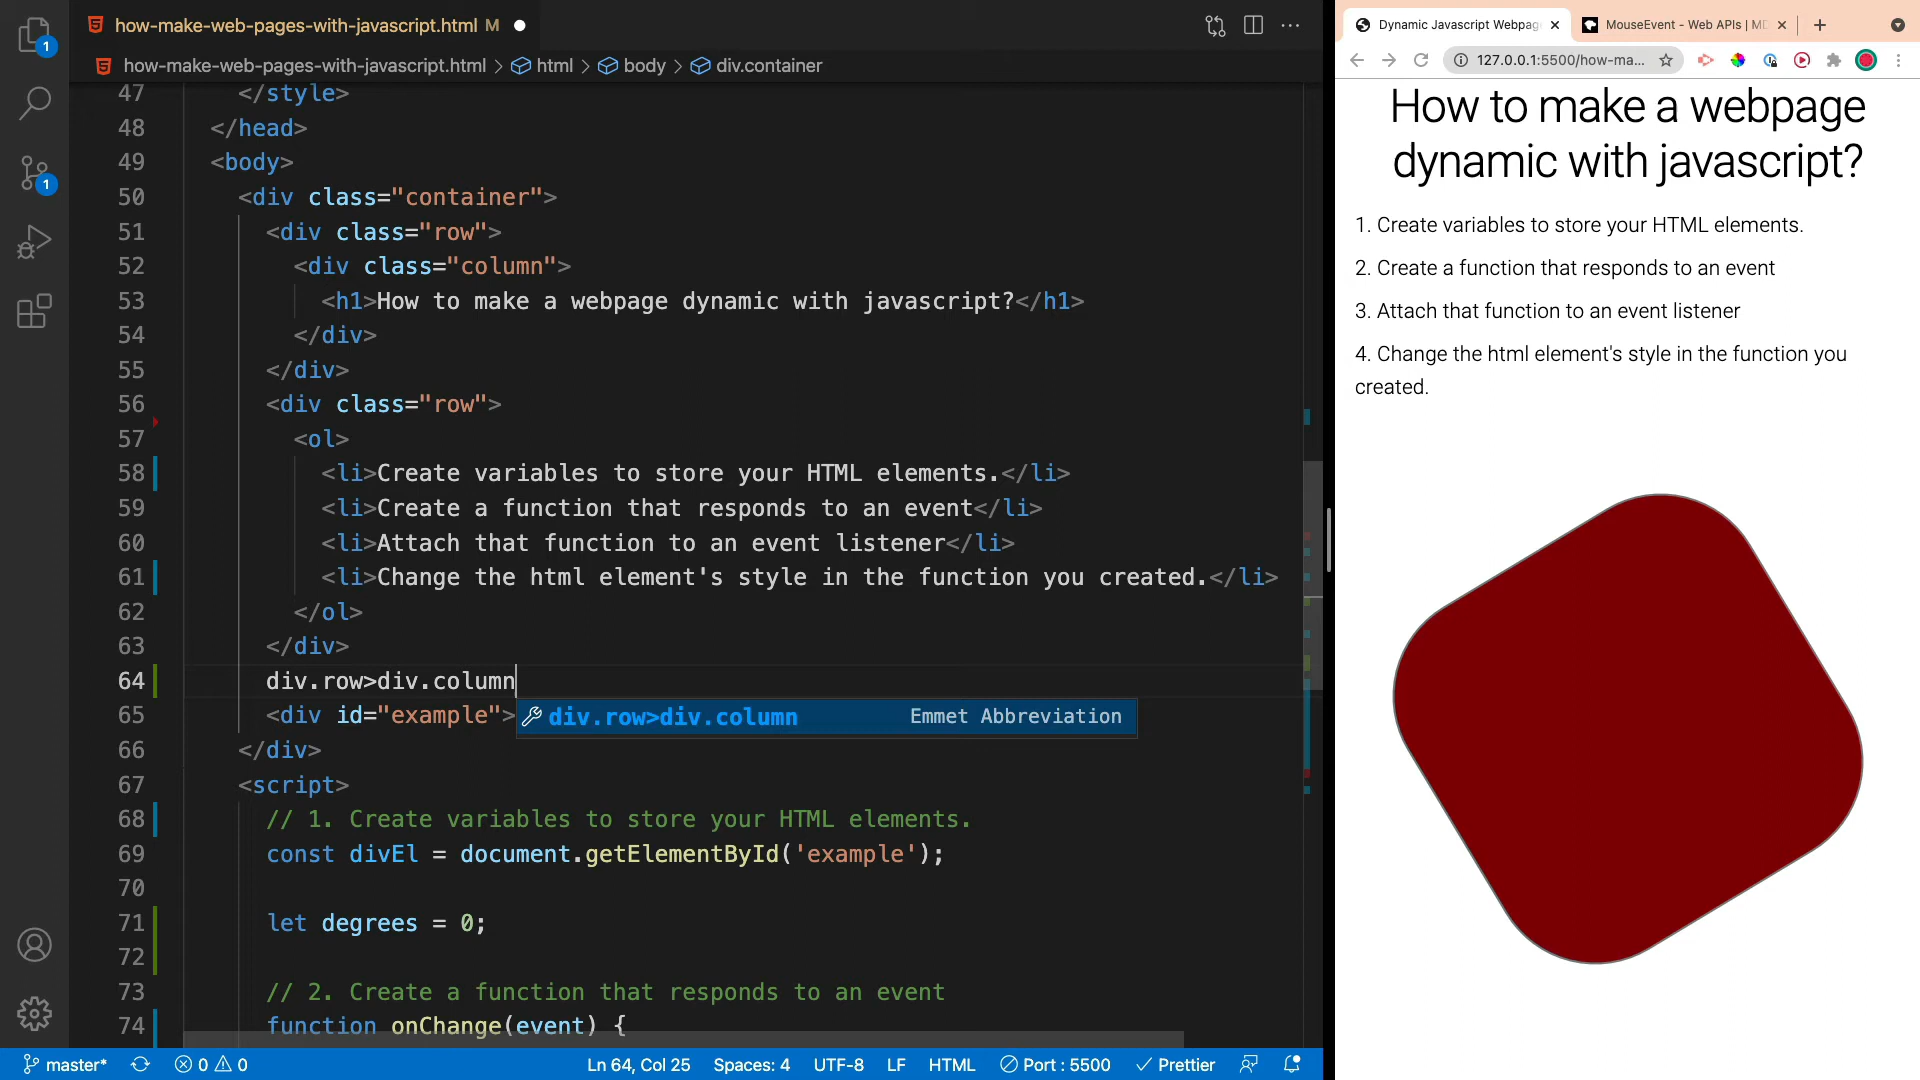 how-make-web-pages-with-javascript.html M
how-make-web-pages-with-javascript.html > html > body > div.container
47 </style>
48 </head>
49 <body>
50 <div class="container">
51 <div class="row">
52 <div class="column">
53 <h1>How to make a webpage dynamic with javascript?</h1>
54 </div>
55 </div>
56 <div class="row">
57 <ol>
58 <li>Create variables to store your HTML elements.</li>
59 <li>Create a function that responds to an event</li>
60 <li>Attach that function to an event listener</li>
61 <li>Change the html element's style in the function you created.</li>
62 </ol>
63 </div>
64 div.row>div.column
65 <div id="example">
div.row>div.column Emmet Abbreviation
66 </div>
67 <script>
68 // 1. Create variables to store your HTML elements.
69 const divEl = document.getElementById('example');
70
71 let degrees = 0;
72
73 // 2. Create a function that responds to an event
74 function onChange(event) {
1
1
master* 0 0 Ln 64, Col 25 Spaces: 4 UTF-8 LF HTML Port : 5500 Prettier
Dynamic Javascript Webpag MouseEvent - Web APIs | MD
127.0.0.1:5500/how-ma...
How to make a webpage
dynamic with javascript?
1. Create variables to store your HTML elements.
2. Create a function that responds to an event
3. Attach that function to an event listener
4. Change the html element's style in the function you
created.